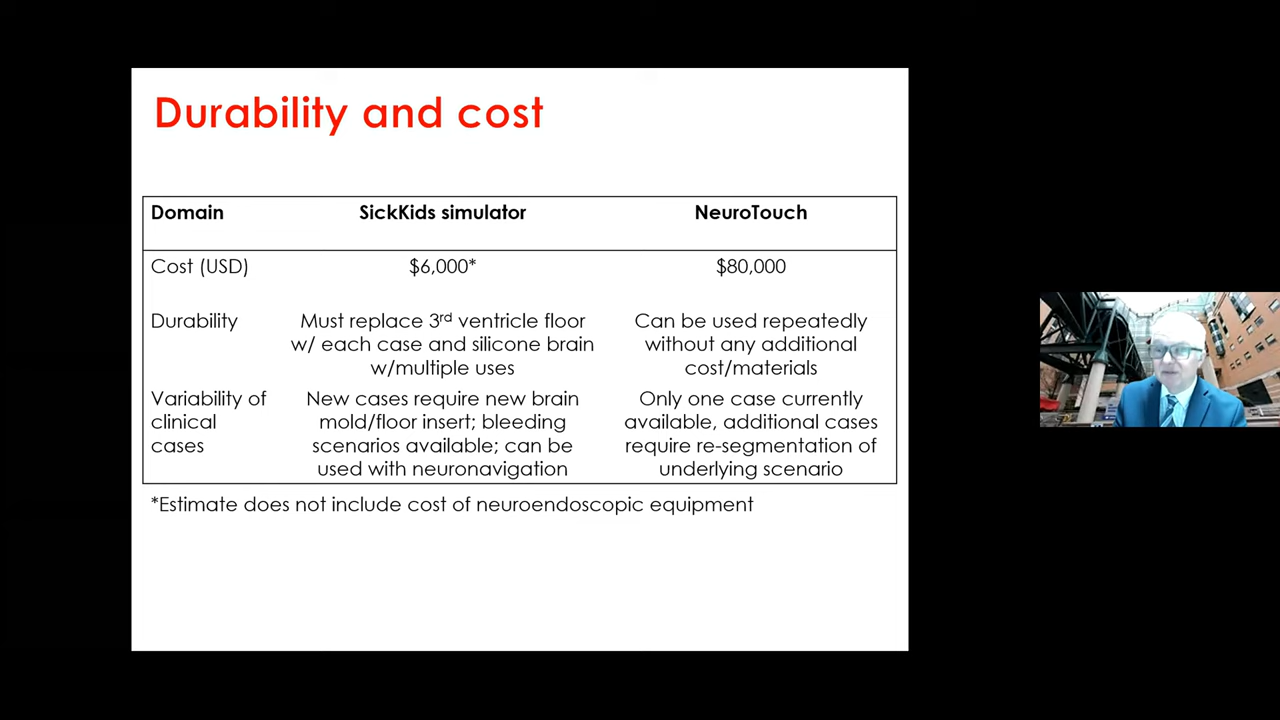 Durability and cost
Domain SickKids simulator NeuroTouch
Cost (USD) $6,000* $80,000
Durability Must replace 3rd ventricle floor Can be used repeatedly
w/ each case and silicone brain without any additional
w/multiple uses cost/materials
Variability of New cases require new brain Only one case currently
clinical mold/floor insert; bleeding available, additional cases
cases scenarios available; can be require re-segmentation of
used with neuronavigation underlying scenario
*Estimate does not include cost of neuroendoscopic equipment